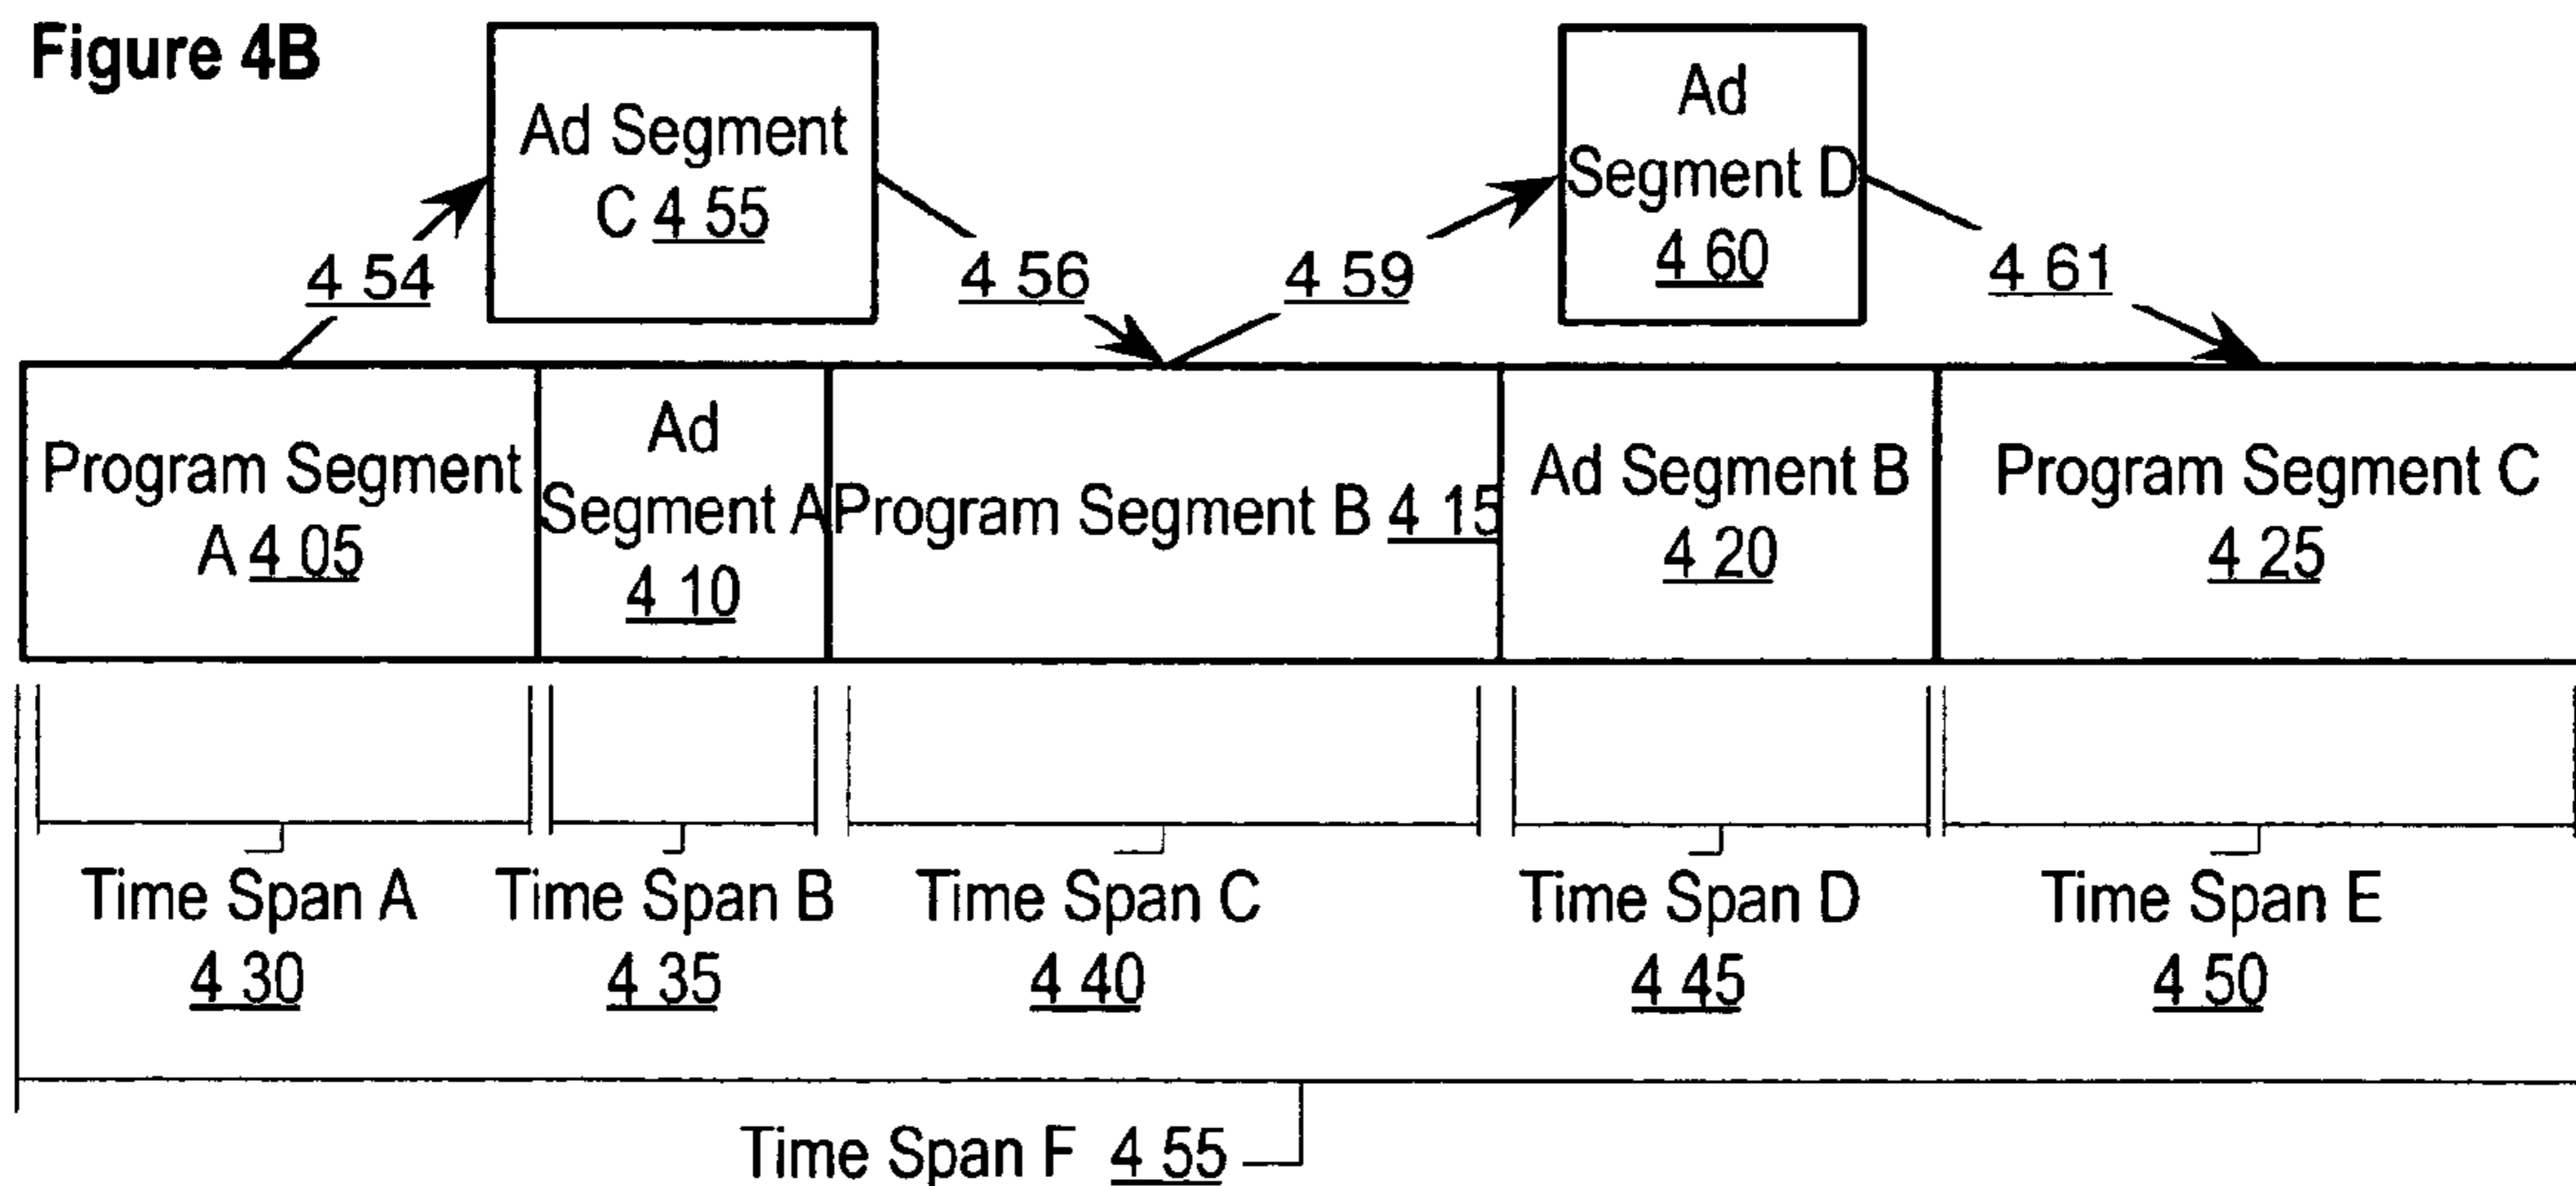 Figure 4B
Ad Segment
C 4 55
Ad
Segment D
4 60
4 54
4 56
4 59
4 61
Program Segment
A 4 05
Ad
Segment A
4 10
Program Segment B 4 15
Ad Segment B
4 20
Program Segment C
4 25
Time Span A
4 30
Time Span B
4 35
Time Span C
4 40
Time Span D
4 45
Time Span E
4 50
Time Span F 4 55